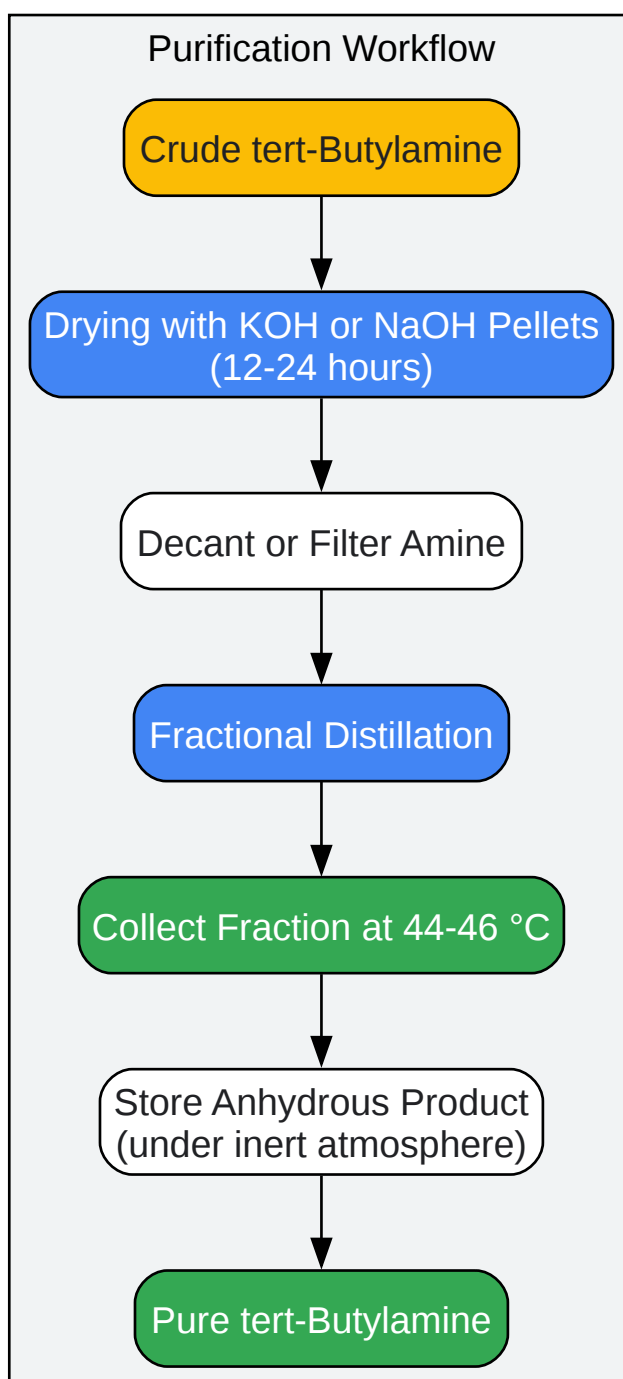 Purification Workflow
Crude tert-Butylamine
Drying with KOH or NaOH Pellets
(12-24 hours)
Decant or Filter Amine
Fractional Distillation
Collect Fraction at 44-46 °C
Store Anhydrous Product
(under inert atmosphere)
Pure tert-Butylamine